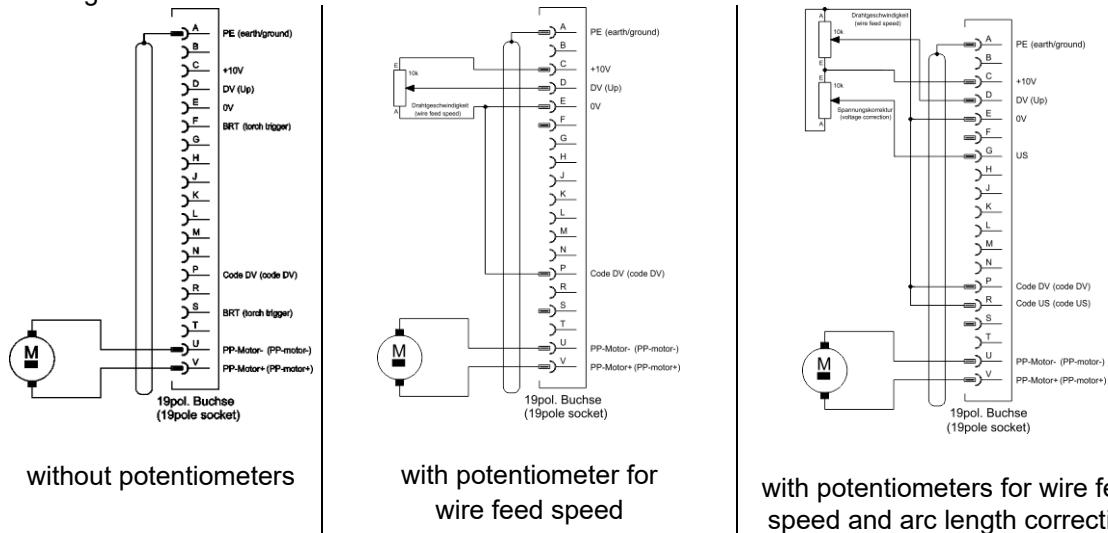 A PE (earth/ground)
B
C +10V
D DV (Up)
E 0V
F BRT (torch trigger)
G
H
J
K
L
M
N
P Code DV (code DV)
R
S BRT (torch trigger)
T
U PP-Motor- (PP-motor-)
V PP-Motor+ (PP-motor+)
M
19pol. Buchse
(19pole socket)
without potentiometers
A PE (earth/ground)
B
E C +10V
10k
D DV (Up)
Drahtgeschwindigkeit E 0V
(wire feed speed)
A
F
G
H
J
K
L
M
N
P Code DV (code DV)
R
S
T
U PP-Motor- (PP-motor-)
V PP-Motor+ (PP-motor+)
M
19pol. Buchse
(19pole socket)
with potentiometer for
wire feed speed
A Drahtgeschwindigkeit
(wire feed speed)
10k
A PE (earth/ground)
B
E
E C +10V
10k
D DV (Up)
Spannungskorrektur E 0V
(voltage correction)
A
F
G US
H
J
K
L
M
N
P Code DV (code DV)
R Code US (code US)
S
T
U PP-Motor- (PP-motor-)
V PP-Motor+ (PP-motor+)
M
19pol. Buchse
(19pole socket)
with potentiometers for wire fe
speed and arc length correcti